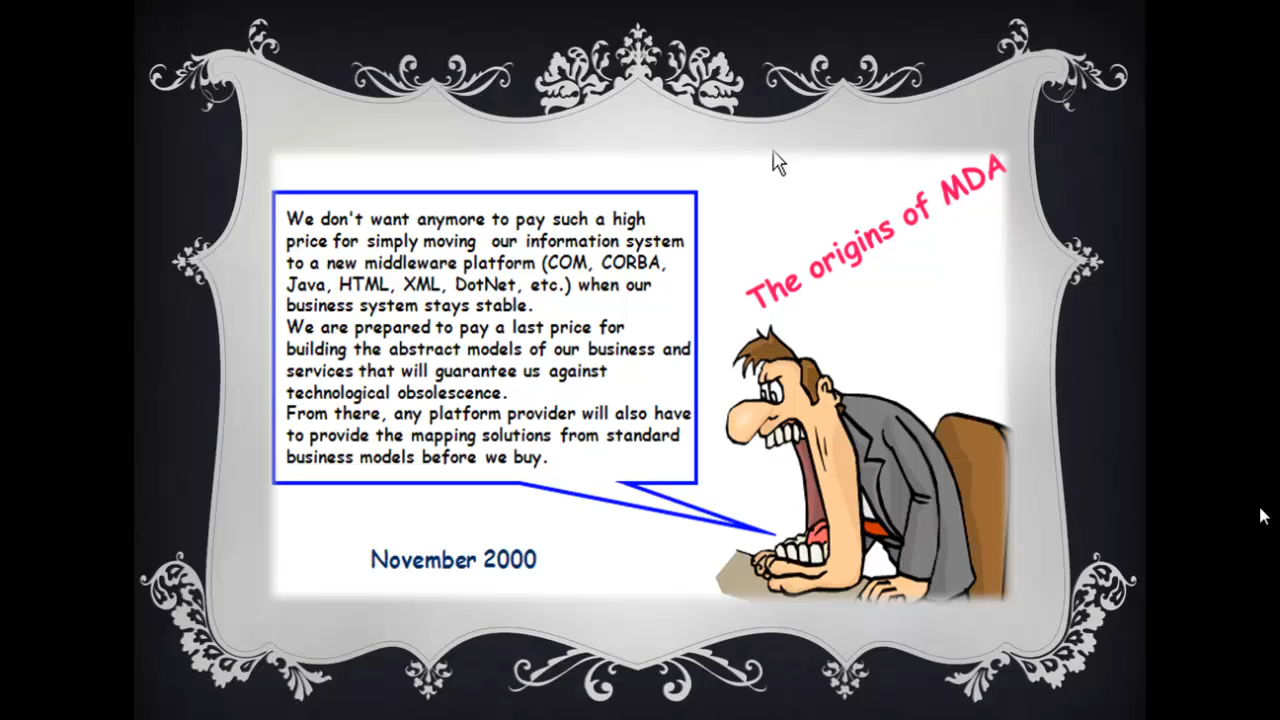 The origins of MDA
We don't want anymore to pay such a high
price for simply moving our information system
to a new middleware platform (COM, CORBA,
Java, HTML, XML, DotNet, etc.) when our
business system stays stable.
We are prepared to pay a last price for
building the abstract models of our business and
services that will guarantee us against
technological obsolescence.
From there, any platform provider will also have
to provide the mapping solutions from standard
business models before we buy.
November 2000